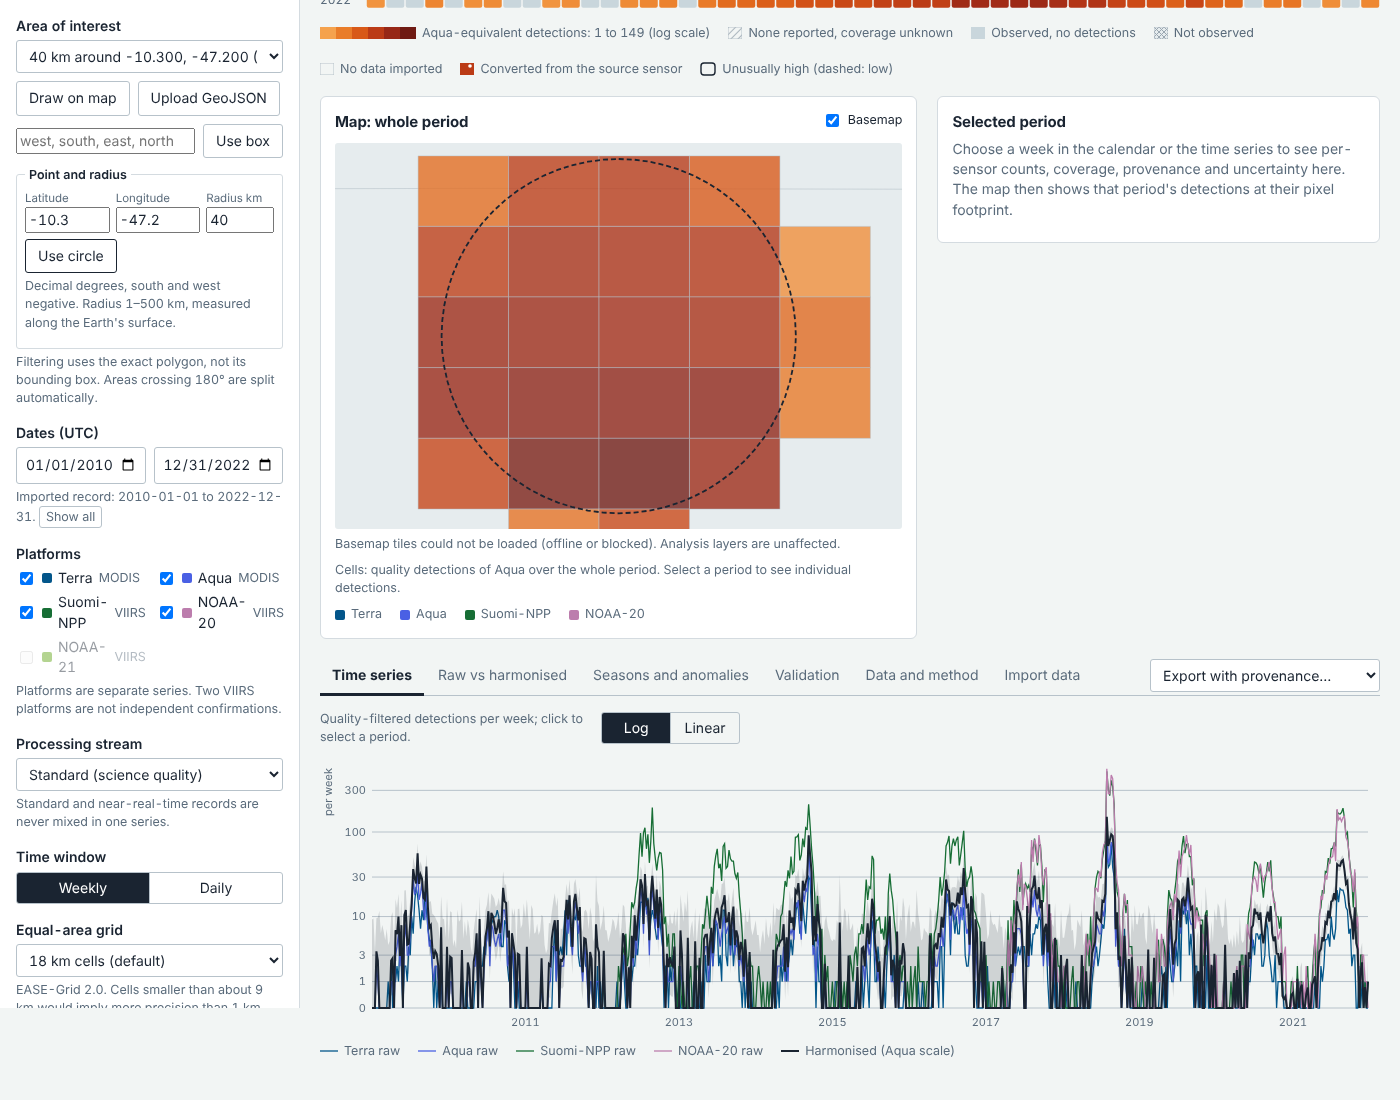 Area of interest
40 km around -10.300, -47.200 (
Draw on map
Upload GeoJSON
west, south, east, north
Use box
Point and radius
Latitude
Longitude
Radius km
-10.3
-47.2
40
Use circle
Decimal degrees, south and west
negative. Radius 1–500 km, measured
along the Earth's surface.
Filtering uses the exact polygon, not its
bounding box. Areas crossing 180° are split
automatically.
Dates (UTC)
01/01/2010
12/31/2022
Imported record: 2010-01-01 to 2022-12-
31.
Show all
Platforms
Terra MODIS
Aqua MODIS
Suomi-
NPP
VIIRS
NOAA-
20
VIIRS
NOAA-
21
VIIRS
Platforms are separate series. Two VIIRS
platforms are not independent confirmations.
Processing stream
Standard (science quality)
Standard and near-real-time records are
never mixed in one series.
Time window
Weekly
Daily
Equal-area grid
18 km cells (default)
EASE-Grid 2.0. Cells smaller than about 9
km would imply more precision than 1 km
2022
Aqua-equivalent detections: 1 to 149 (log scale)
None reported, coverage unknown
Observed, no detections
Not observed
No data imported
Converted from the source sensor
Unusually high (dashed: low)
Map: whole period
Basemap
Basemap tiles could not be loaded (offline or blocked). Analysis layers are unaffected.
Cells: quality detections of Aqua over the whole period. Select a period to see individual
detections.
Terra
Aqua
Suomi-NPP
NOAA-20
Selected period
Choose a week in the calendar or the time series to see per-
sensor counts, coverage, provenance and uncertainty here.
The map then shows that period's detections at their pixel
footprint.
Time series
Raw vs harmonised
Seasons and anomalies
Validation
Data and method
Import data
Export with provenance...
Quality-filtered detections per week; click to
select a period.
Log
Linear
per week
300
100
30
10
3
1
0
2011
2013
2015
2017
2019
2021
Terra raw
Aqua raw
Suomi-NPP raw
NOAA-20 raw
Harmonised (Aqua scale)